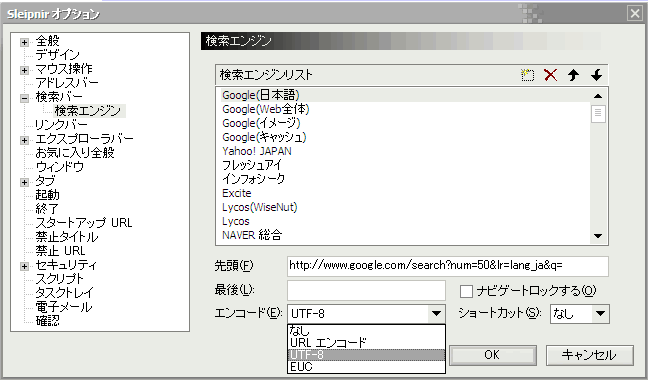 Sleipnir オプション
全般
デザイン
マウス操作
アドレスバー
検索バー
検索エンジン
リンクバー
エクスプローラバー
お気に入り全般
ウィンドウ
タブ
起動
終了
スタートアップ URL
禁止タイトル
禁止 URL
セキュリティ
スクリプト
タスクトレイ
電子メール
確認
検索エンジン
検索エンジンリスト
Google(日本語)
Google(Web全体)
Google(イメージ)
Google(キャッシュ)
Yahoo! JAPAN
フレッシュアイ
インフォシーク
Excite
Lycos(WiseNut)
Lycos
NAVER 総合
先頭(F) http://www.google.com/search?num=50&lr=lang_ja&q=
最後(L): ナビゲートロックする(O)
エンコード(E): UTF-8 ショートカット(S): なし
なし
URL エンコード
UTF-8
EUC
OK キャンセル